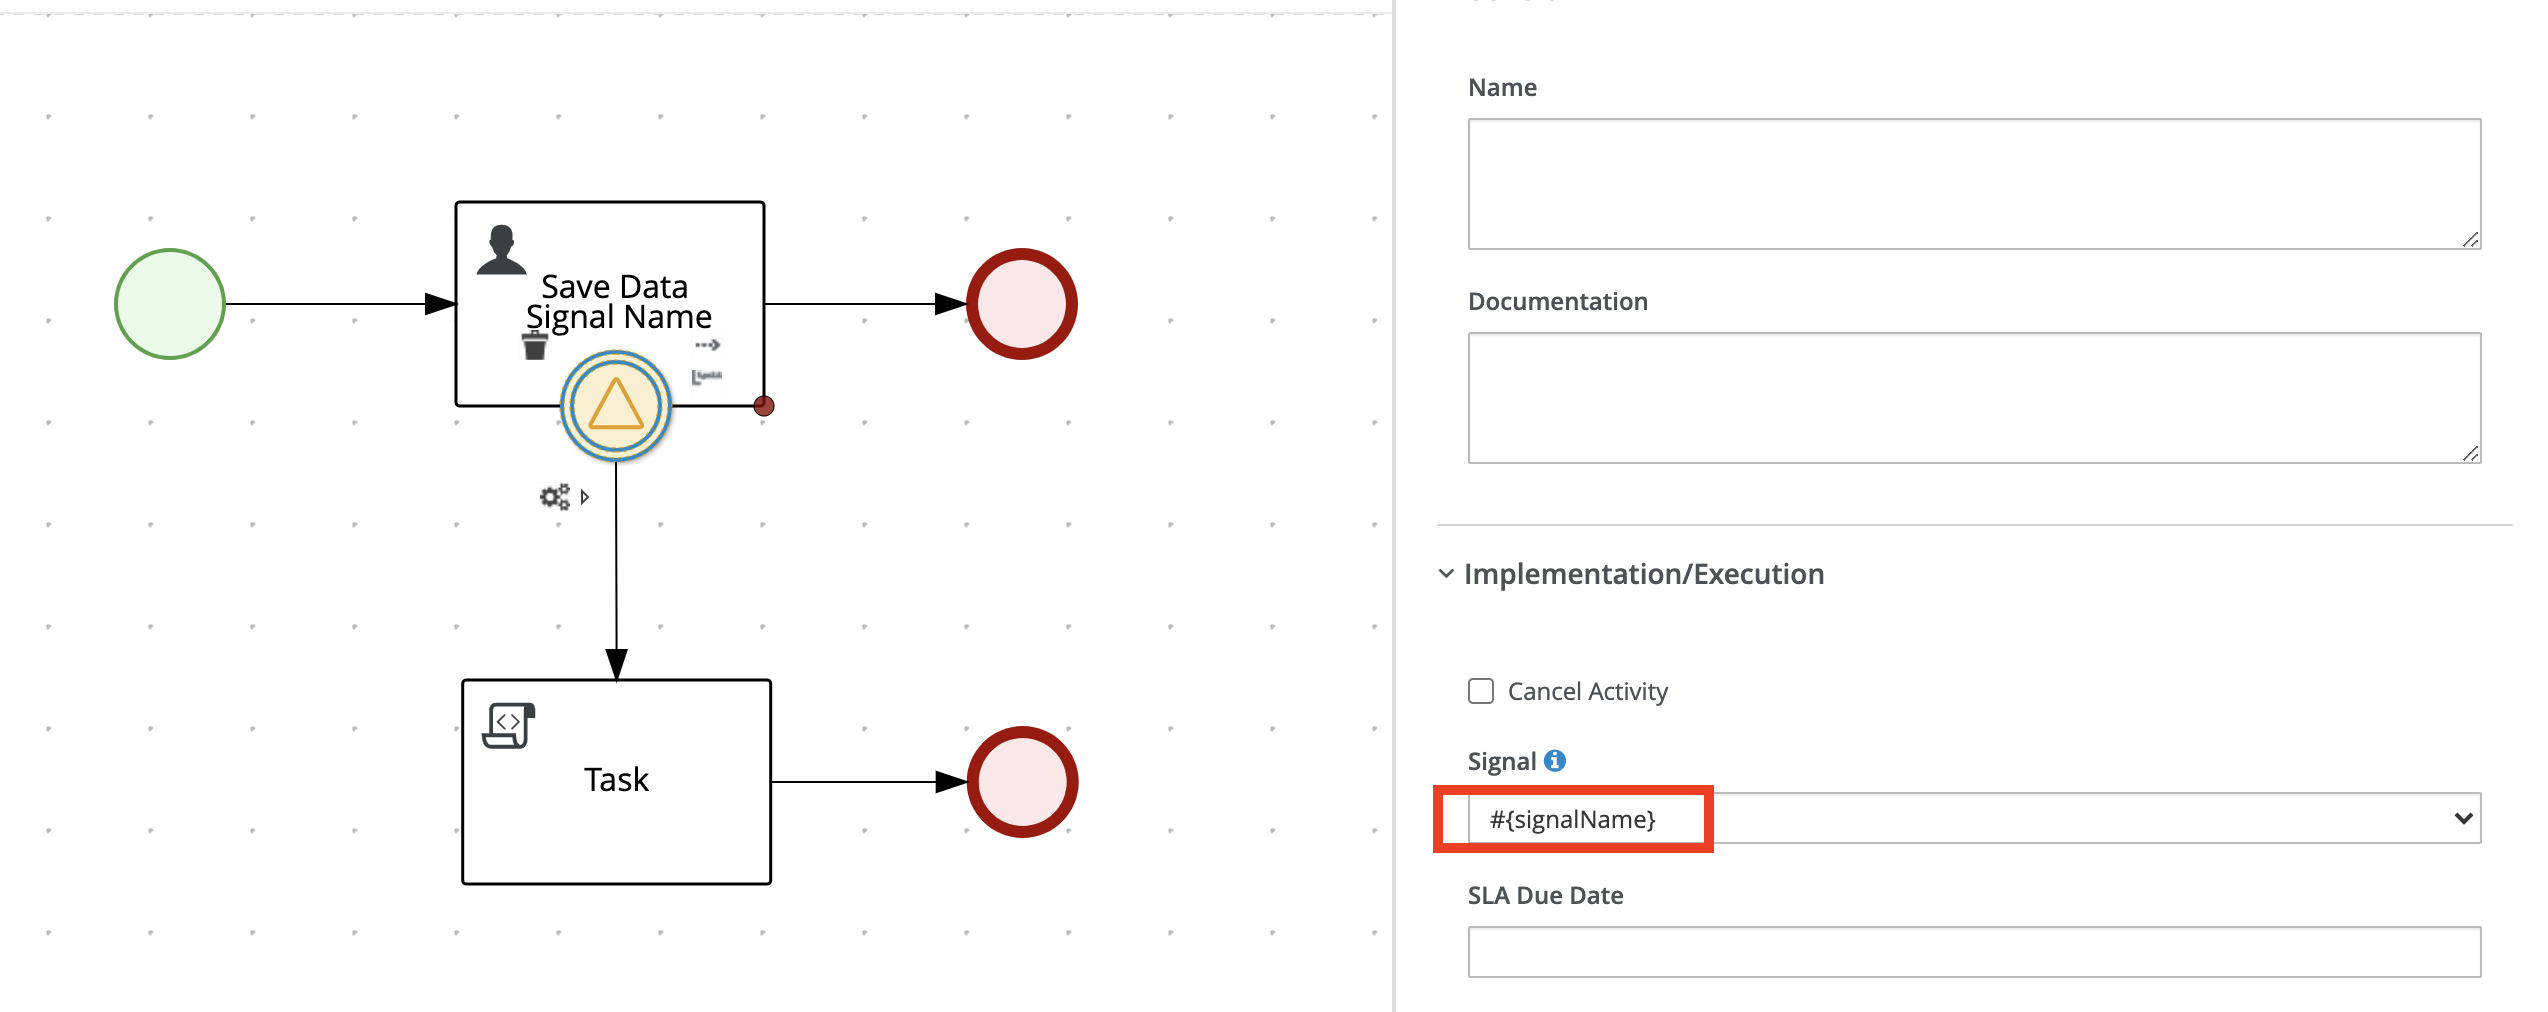 Save Data
Signal Name
Task
Name
Documentation
Implementation/Execution
Cancel Activity
Signal
#{signalName}
SLA Due Date